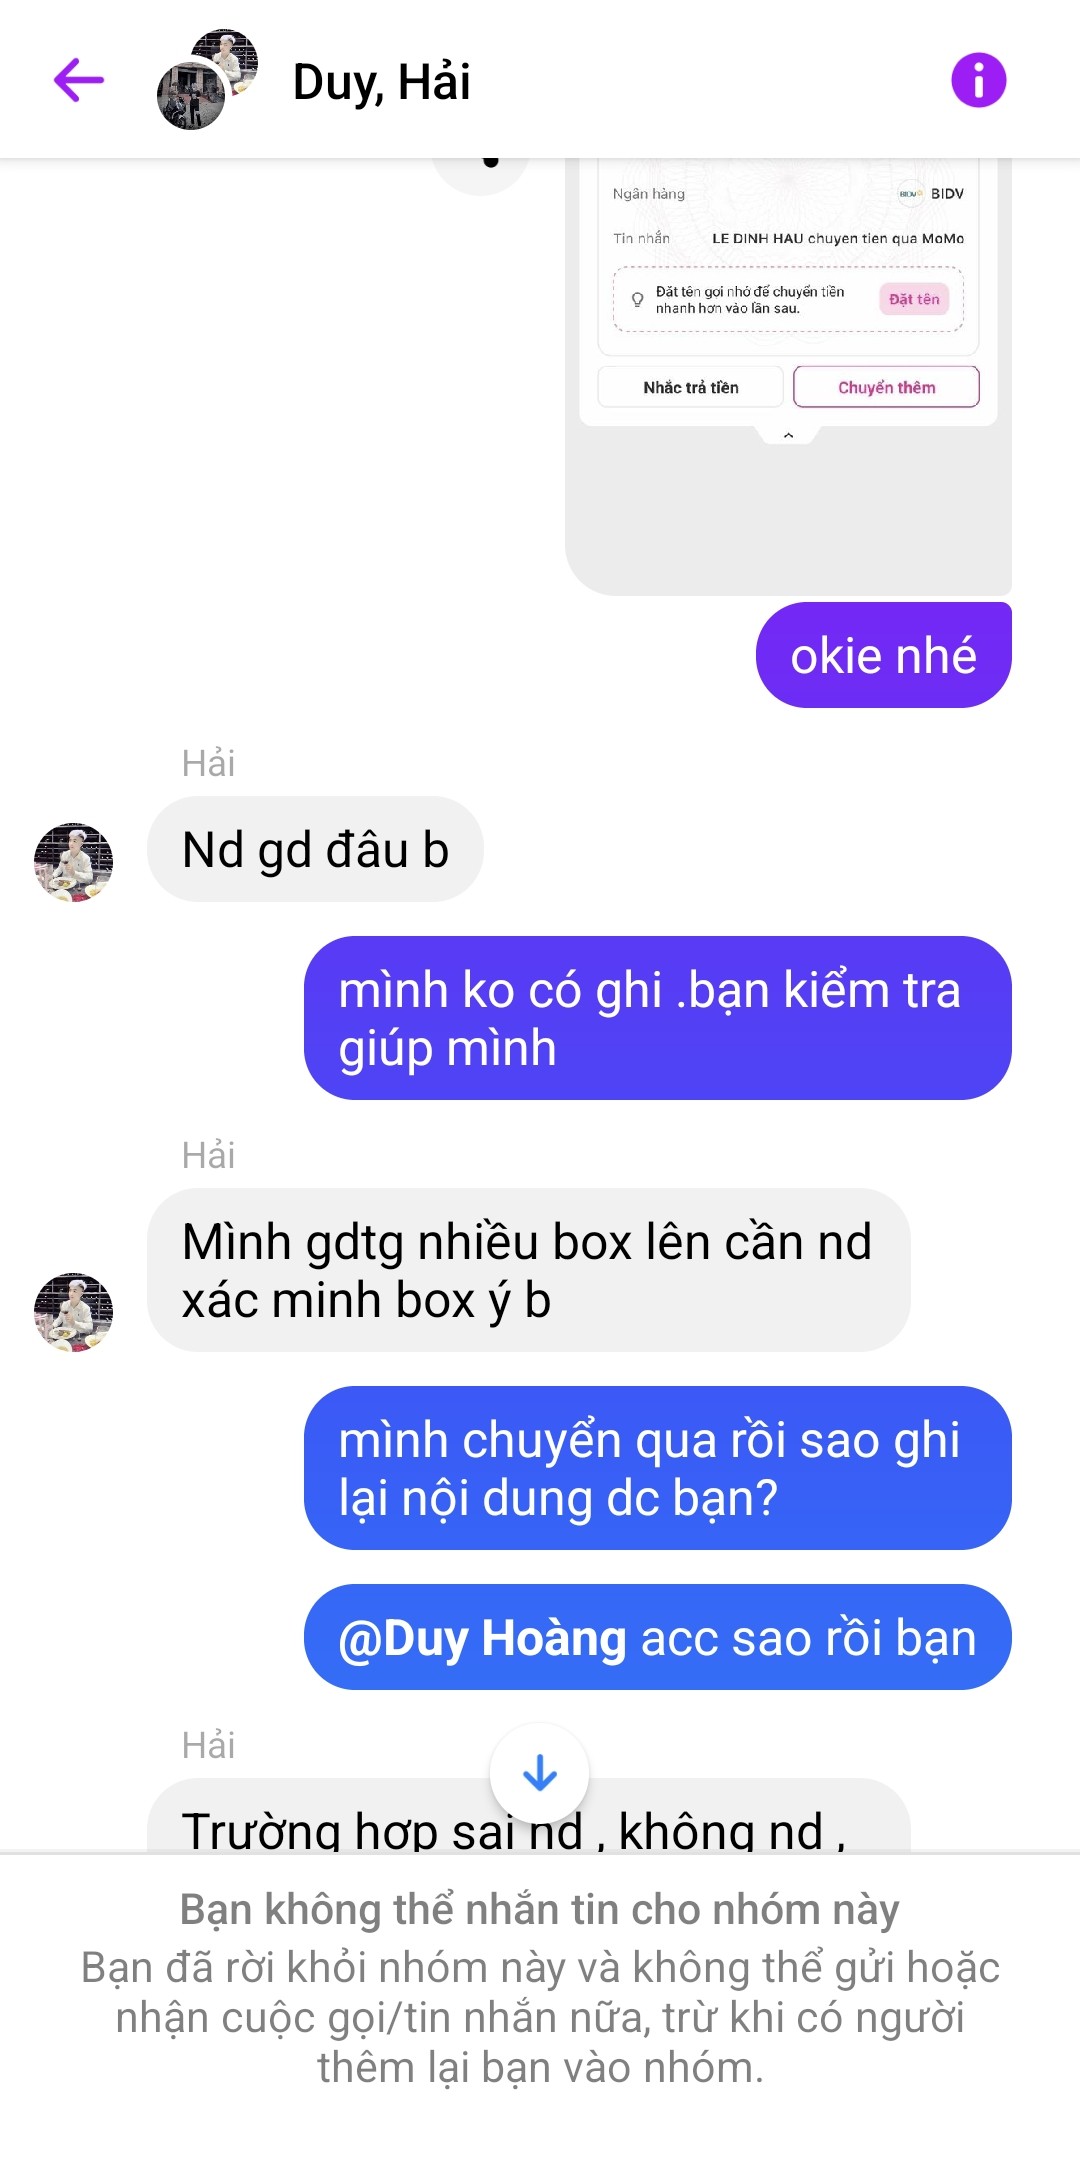 Duy, Hải
Ngân hàng BIDV BIDV
Tin nhắn LE DINH HAU chuyen tien qua MoMo
Đặt tên gợi nhớ để chuyển tiền
nhanh hơn vào lần sau.
Đặt tên
Nhắc trả tiền Chuyển thêm
okie nhé
Hải
Nd gd đâu b
mình ko có ghi .bạn kiểm tra
giúp mình
Hải
Mình gdtg nhiều box lên cần nd
xác minh box ý b
mình chuyển qua rồi sao ghi
lại nội dung dc bạn?
@Duy Hoàng acc sao rồi bạn
Hải
Trường hợp sai nd , không nd ,
Bạn không thể nhắn tin cho nhóm này
Bạn đã rời khỏi nhóm này và không thể gửi hoặc
nhận cuộc gọi/tin nhắn nữa, trừ khi có người
thêm lại bạn vào nhóm.